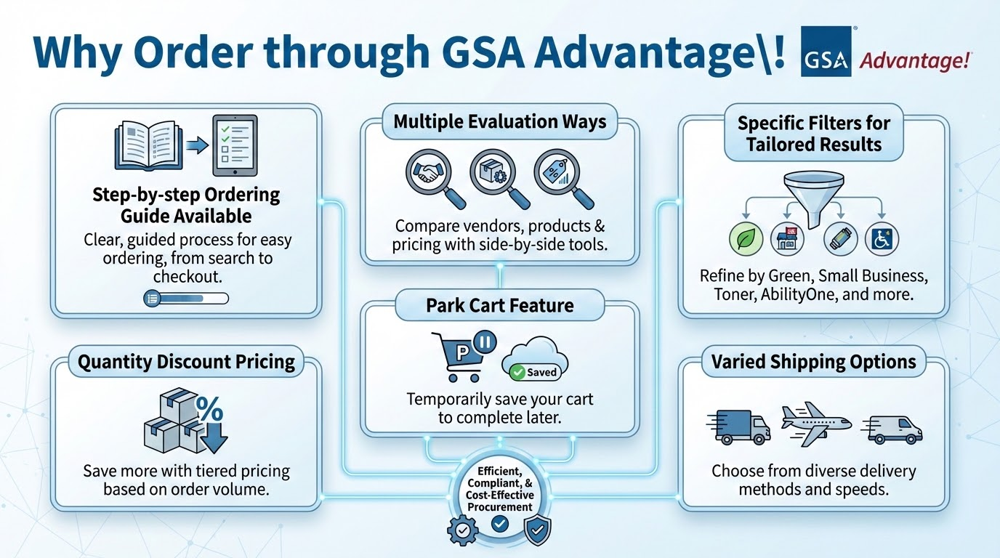 Why Order through GSA Advantage\!
GSA
Advantage!
Step-by-step Ordering
Guide Available
Clear, guided process for easy
ordering, from search to
checkout.
Multiple Evaluation Ways
Compare vendors, products &
pricing with side-by-side tools.
Specific Filters for
Tailored Results
Refine by Green, Small Business,
Toner, AbilityOne, and more.
Quantity Discount Pricing
%
Save more with tiered pricing
based on order volume.
Park Cart Feature
P
Saved
Temporarily save your cart
to complete later.
Varied Shipping Options
Choose from diverse delivery
methods and speeds.
Efficient,
Compliant, &
Cost-Effective
Procurement